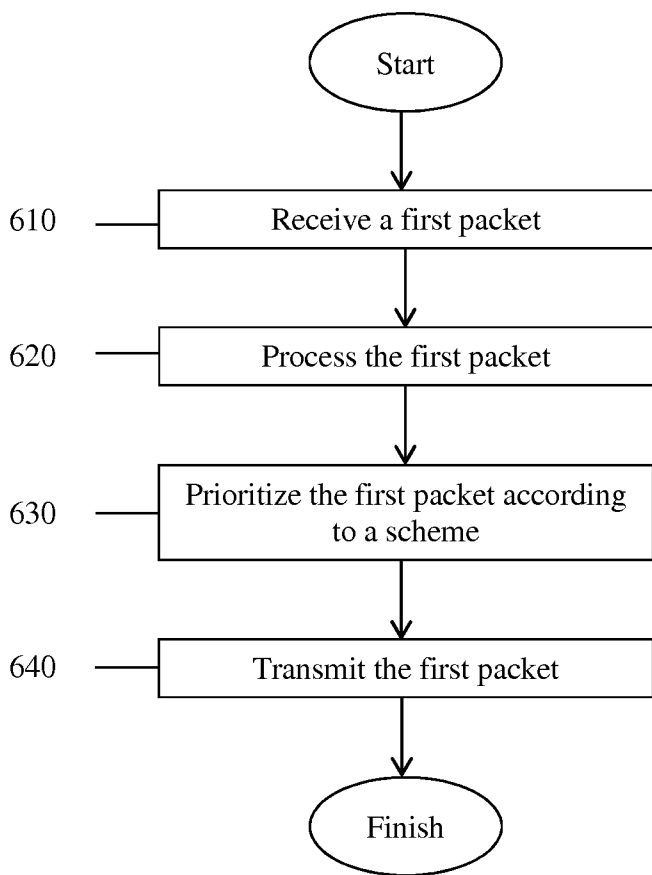 Start
610
Receive a first packet
620
Process the first packet
630
Prioritize the first packet according
to a scheme
640
Transmit the first packet
Finish